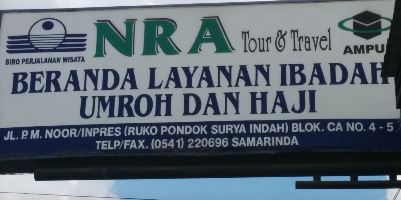 NRA Tour & Travel
BIRO PERJALANAN WISATA
AMPU
BERANDA LAYANAN IBADAH
UMROH DAN HAJI
JL. P.M. NOOR/INPRES (RUKO PONDOK SURYA INDAH) BLOK. CA NO. 4 - 5
TELP/FAX. (0541) 220696 SAMARINDA